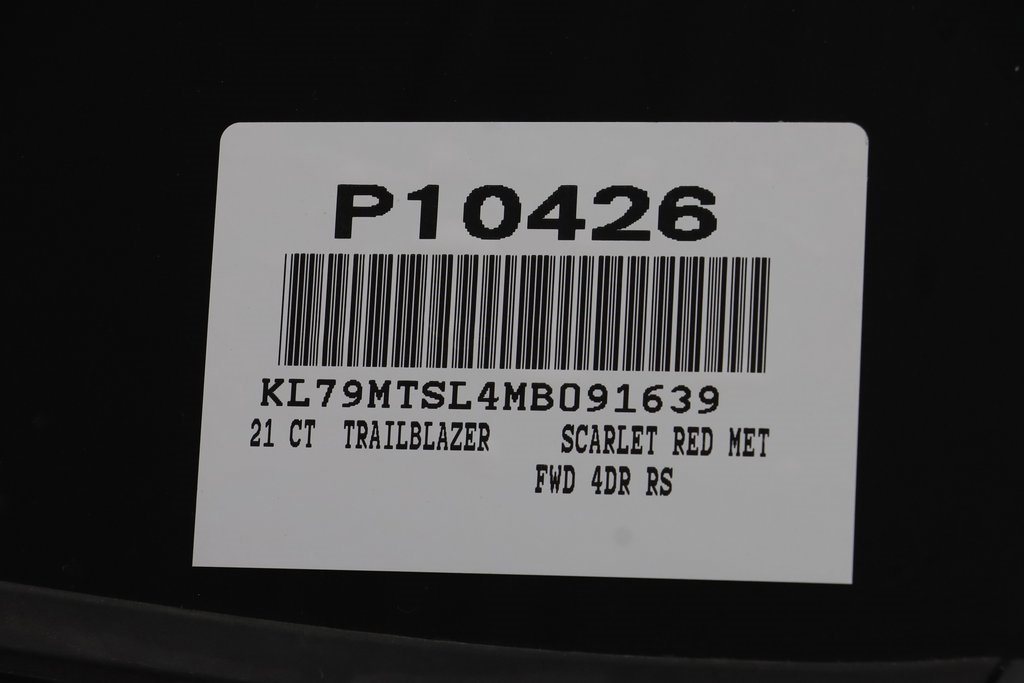 P10426
KL79MTSL4MB091639
21 CT TRAILBLAZER SCARLET RED MET
FWD 4DR RS